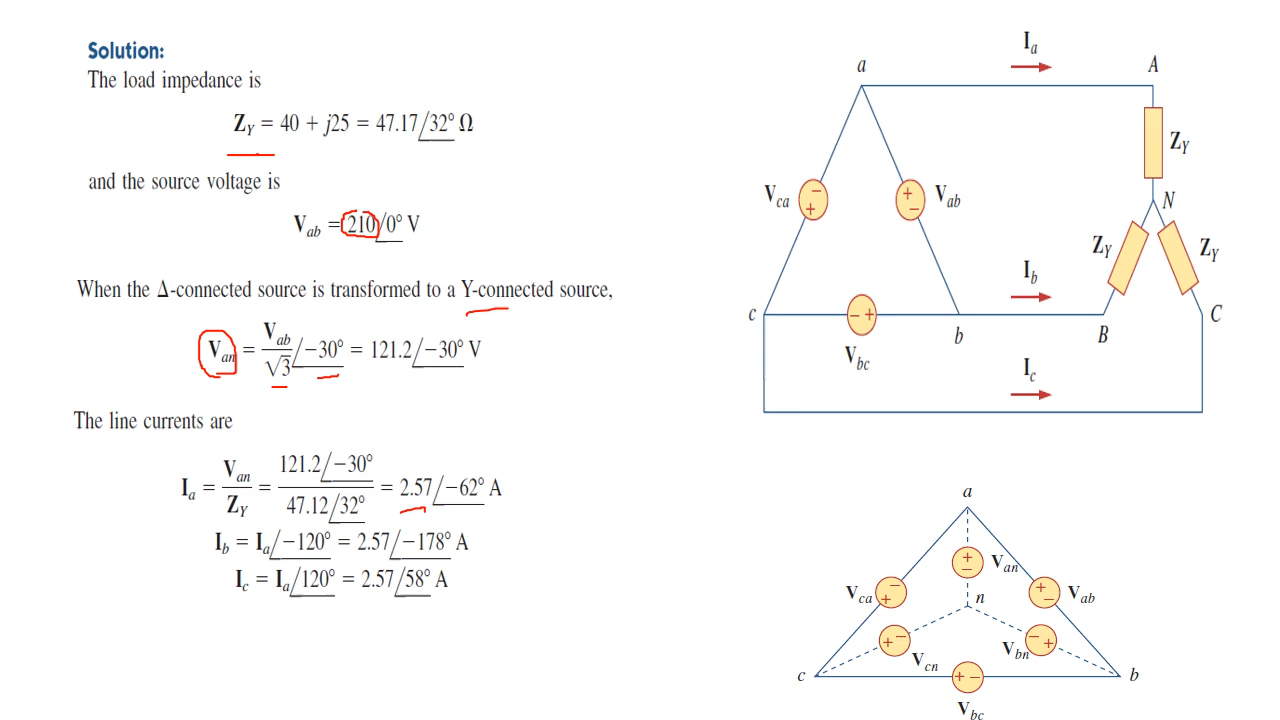 Solution:
The load impedance is
Z_Y = 40 + j25 = 47.17/32° Ω
and the source voltage is
V_ab = 210/0° V
When the Δ-connected source is transformed to a Y-connected source,
V_an = V_ab/√3 /−30° = 121.2/−30° V
The line currents are
I_a = V_an/Z_Y = 121.2/−30° / 47.12/32° = 2.57/−62° A
I_b = I_a/−120° = 2.57/−178° A
I_c = I_a/120° = 2.57/58° A
I_a
a
A
Z_Y
V_ca
− +
+ −
V_ab
N
Z_Y
Z_Y
I_b
c
− +
b
B
C
V_bc
I_c
a
+ −
V_an
V_ca
− +
+ −
V_ab
n
+ −
V_cn
V_bn
− +
c
+ −
b
V_bc